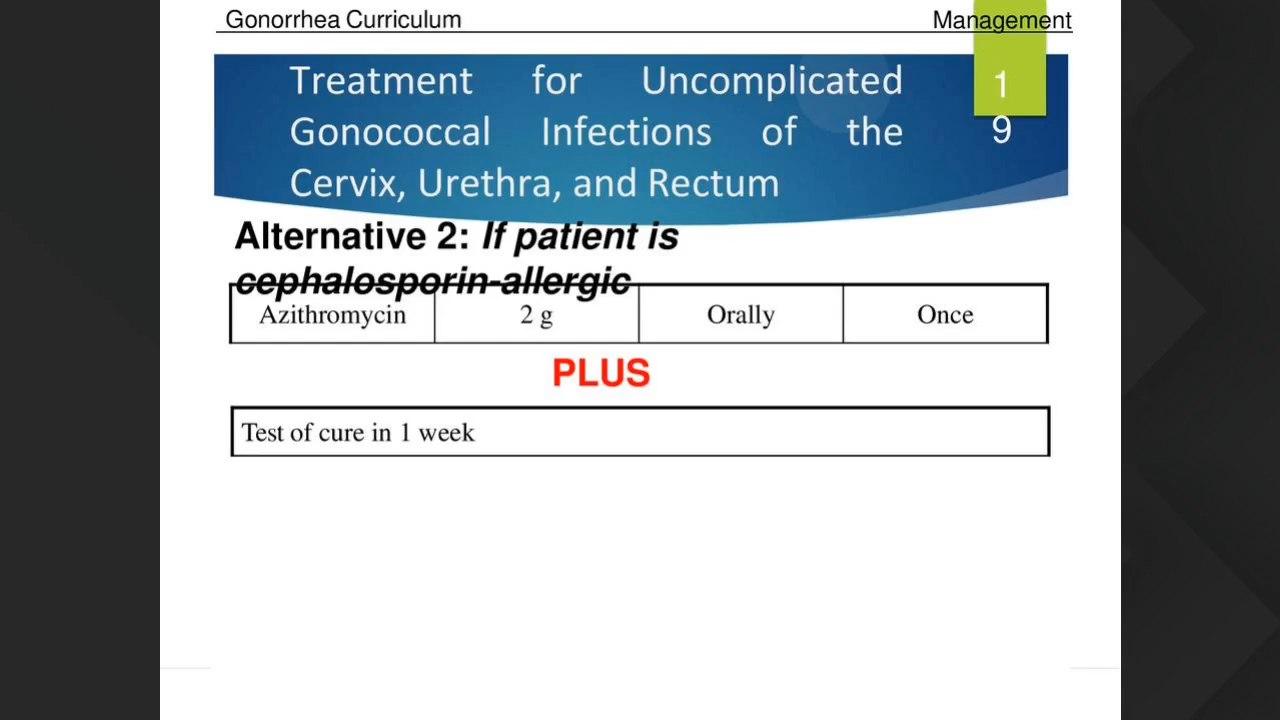 Gonorrhea Curriculum
Management
Treatment for Uncomplicated
Gonococcal Infections of the
Cervix, Urethra, and Rectum
1
9
Alternative 2: If patient is
cephalosporin-allergic
Azithromycin 2 g Orally Once
PLUS
Test of cure in 1 week